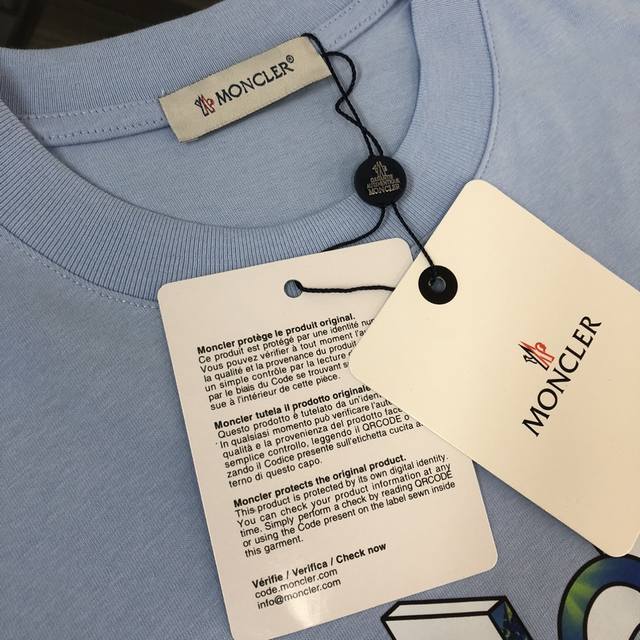 MONCLER®
GARANZIE
AUTHENTIQUE
MONCLER
MONCLER
Moncler protège le produit original.
Ce produit est protégé par une identité
Vous pouvez vérifier à tout moment
la qualité et la provenance du produit
un simple contrôle par la lecture
par le biais du Code se trouvant
sue à l'intérieur de cette pièce.
Moncler tutela il prodotto originale
Questo prodotto è tutelato da
In qualsiasi momento può verificare
qualità e la provenienza del prodotto
semplice controllo, leggendo il QRCODE o
zando il Codice presente sull'etichetta cucita
terno di questo capo.
Moncler protects the original product.
This product is protected by its own digital identity.
You can check your product information at any
time. Simply perform a check by reading QRCODE
or using the Code present on the label sewn inside
this garment.
Vérifie / Verifica / Check now
code.moncler.com
info@moncler.com